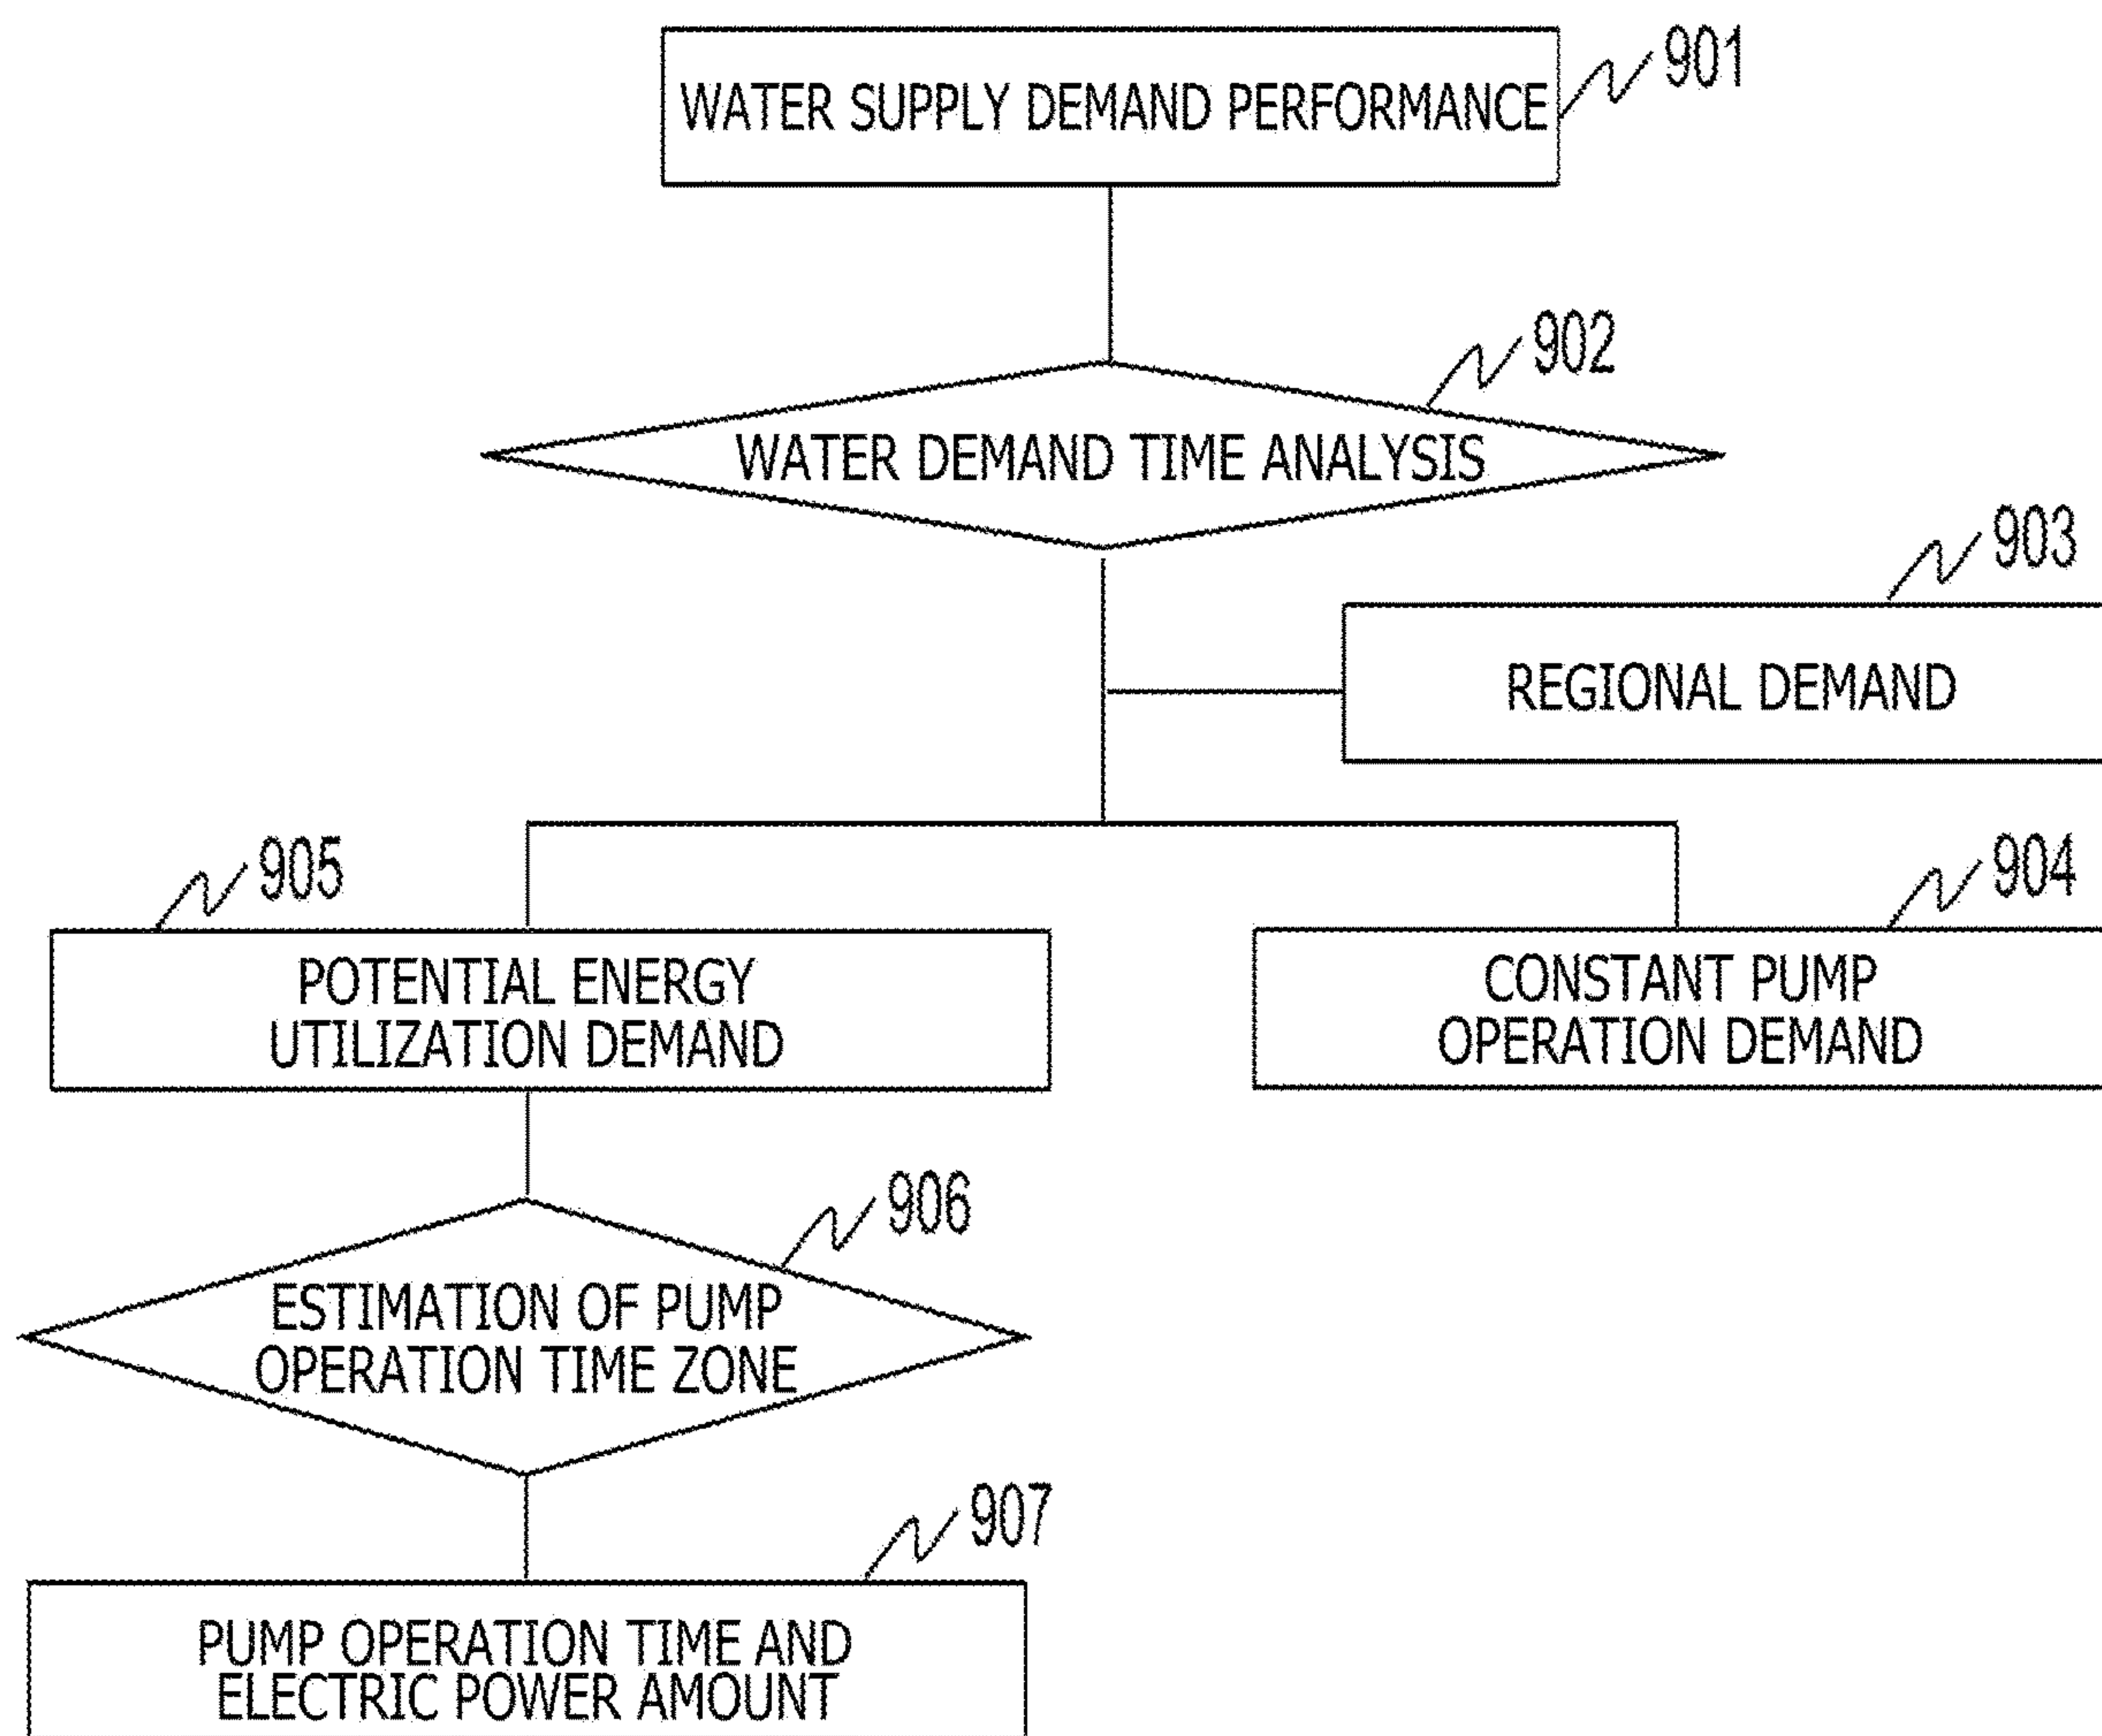 WATER SUPPLY DEMAND PERFORMANCE
901
902
WATER DEMAND TIME ANALYSIS
903
REGIONAL DEMAND
905
904
POTENTIAL ENERGY
UTILIZATION DEMAND
CONSTANT PUMP
OPERATION DEMAND
906
ESTIMATION OF PUMP
OPERATION TIME ZONE
907
PUMP OPERATION TIME AND
ELECTRIC POWER AMOUNT